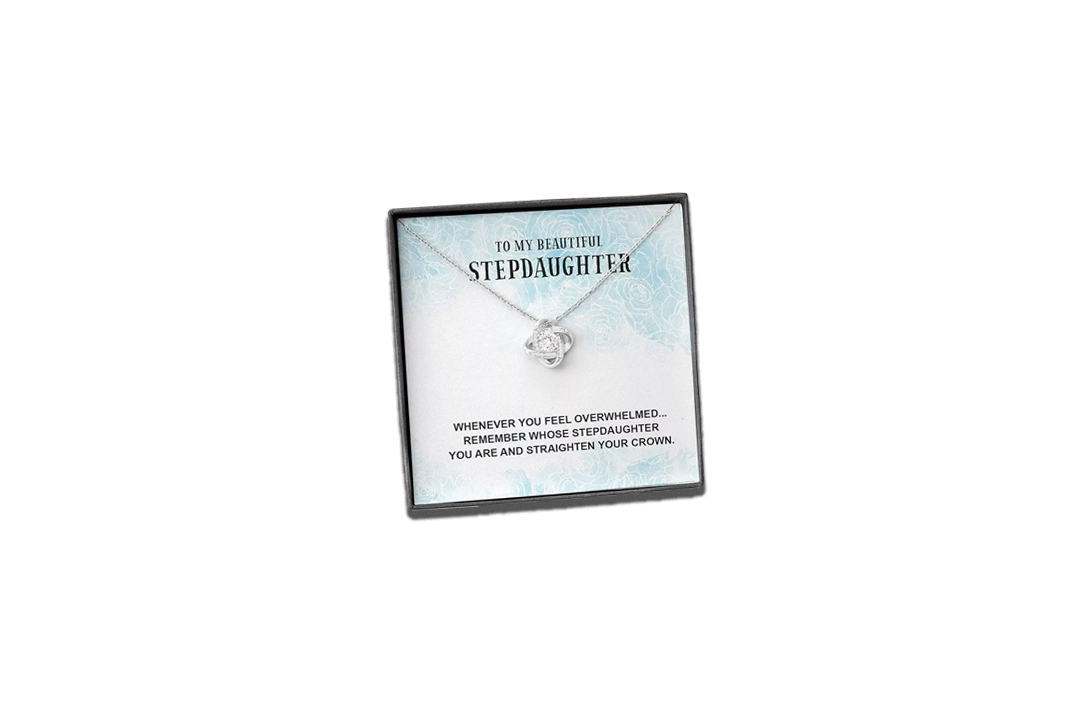 TO MY BEAUTIFUL
STEPDAUGHTER
WHENEVER YOU FEEL OVERWHELMED...
REMEMBER WHOSE STEPDAUGHTER
YOU ARE AND STRAIGHTEN YOUR CROWN.